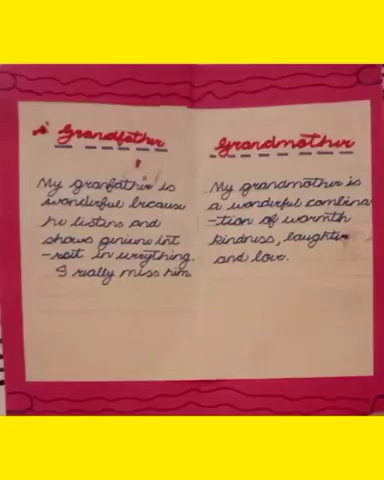 Grandfather
My granfather is
wonderful because
he listens and
shows geniune int
-rest in everything.
I really miss him
Grandmother
My grandmother is
a wonderful combina
-tion of warmth
kindness, laughter
and love.